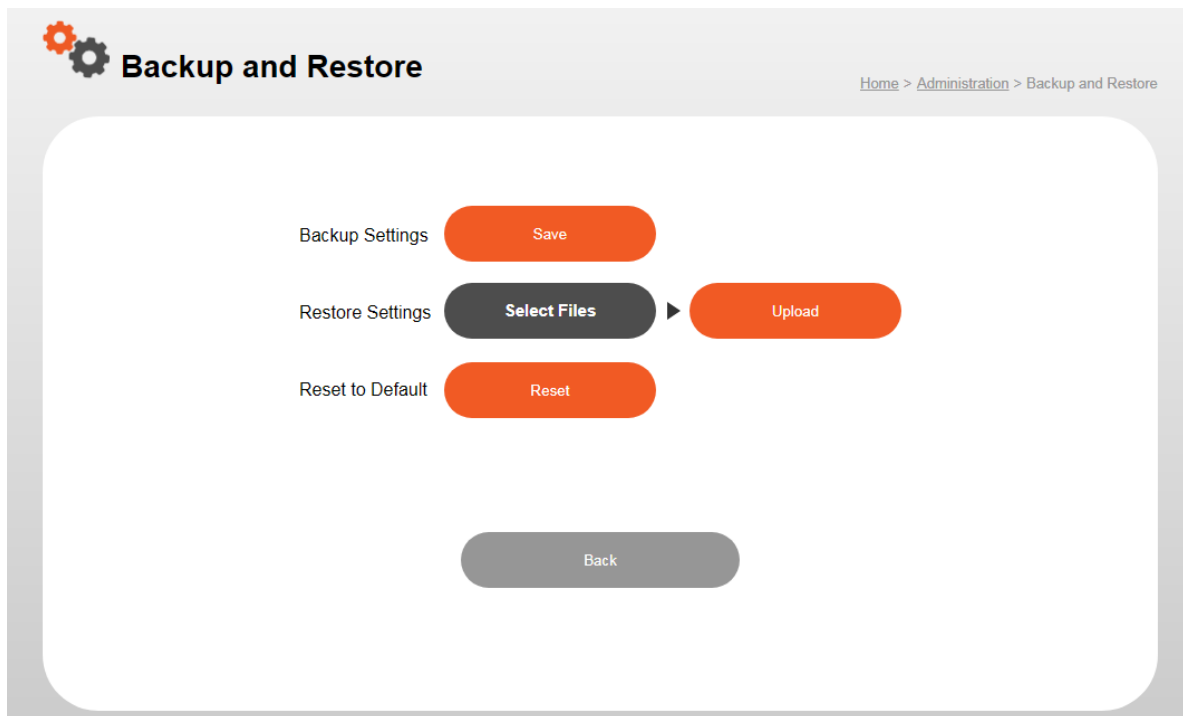 Backup and Restore
Home > Administration > Backup and Restore
Backup Settings Save
Restore Settings Select Files Upload
Reset to Default Reset
Back